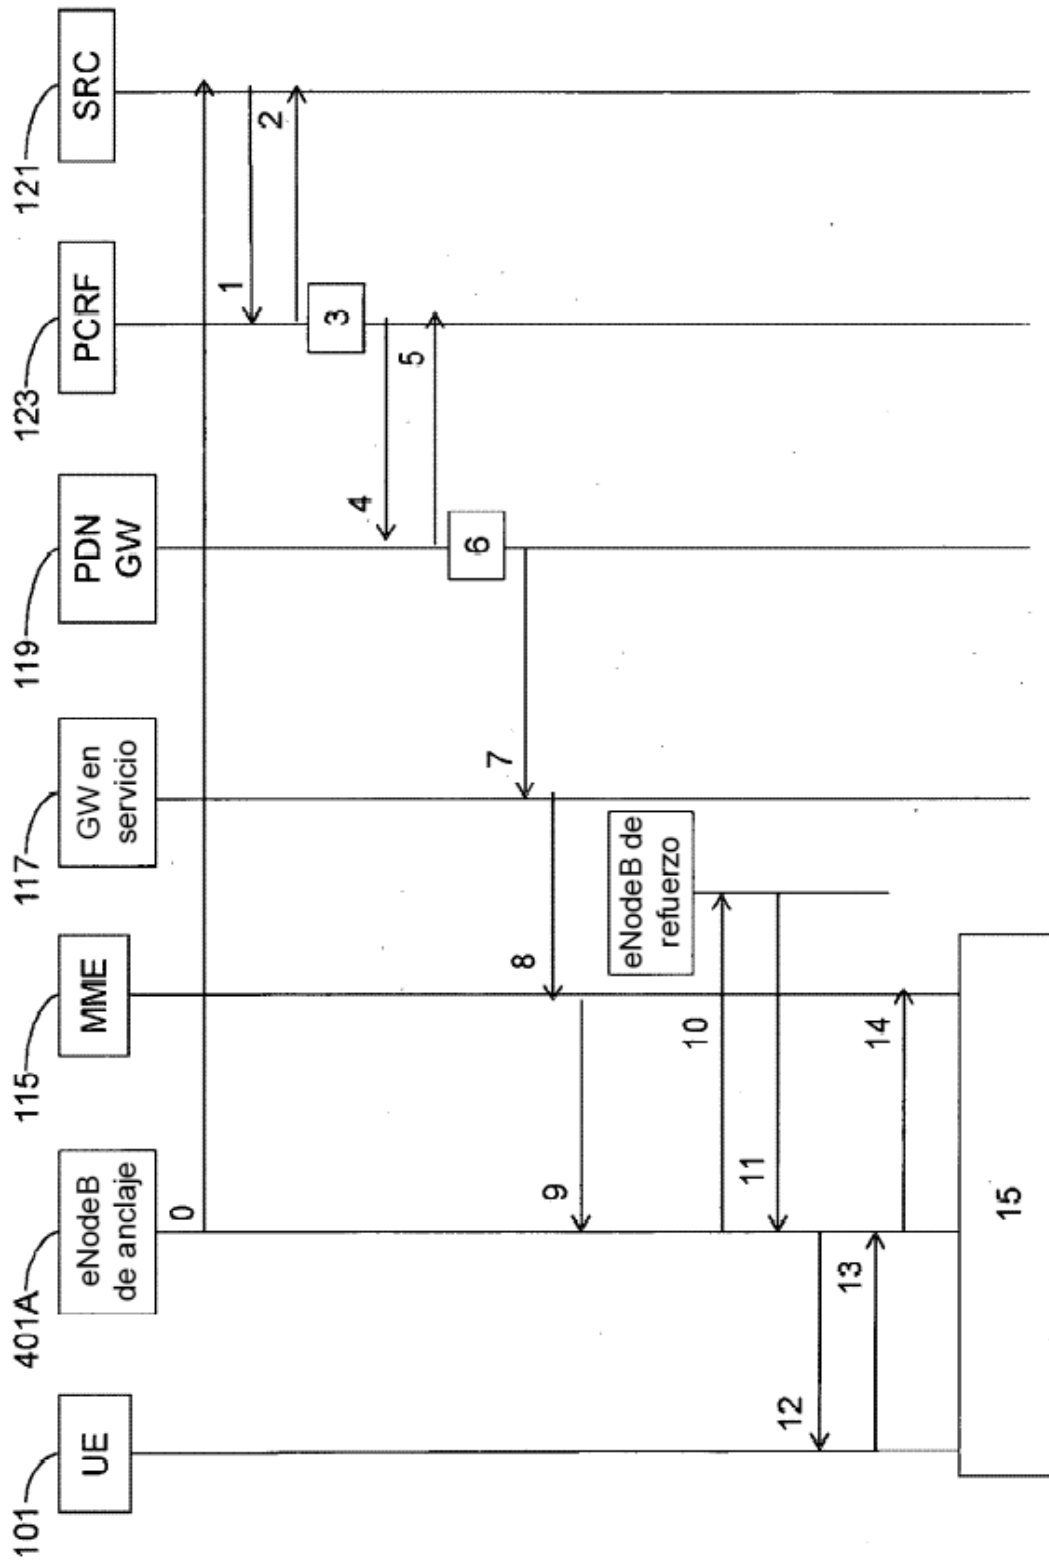 101
401A
115
117
119
123
121
UE
eNodeB
de anclaje
MME
GW en
servicio
PDN
GW
PCRF
SRC
0
1
2
3
4
5
6
7
8
9
eNodeB de
refuerzo
10
11
12
13
14
15